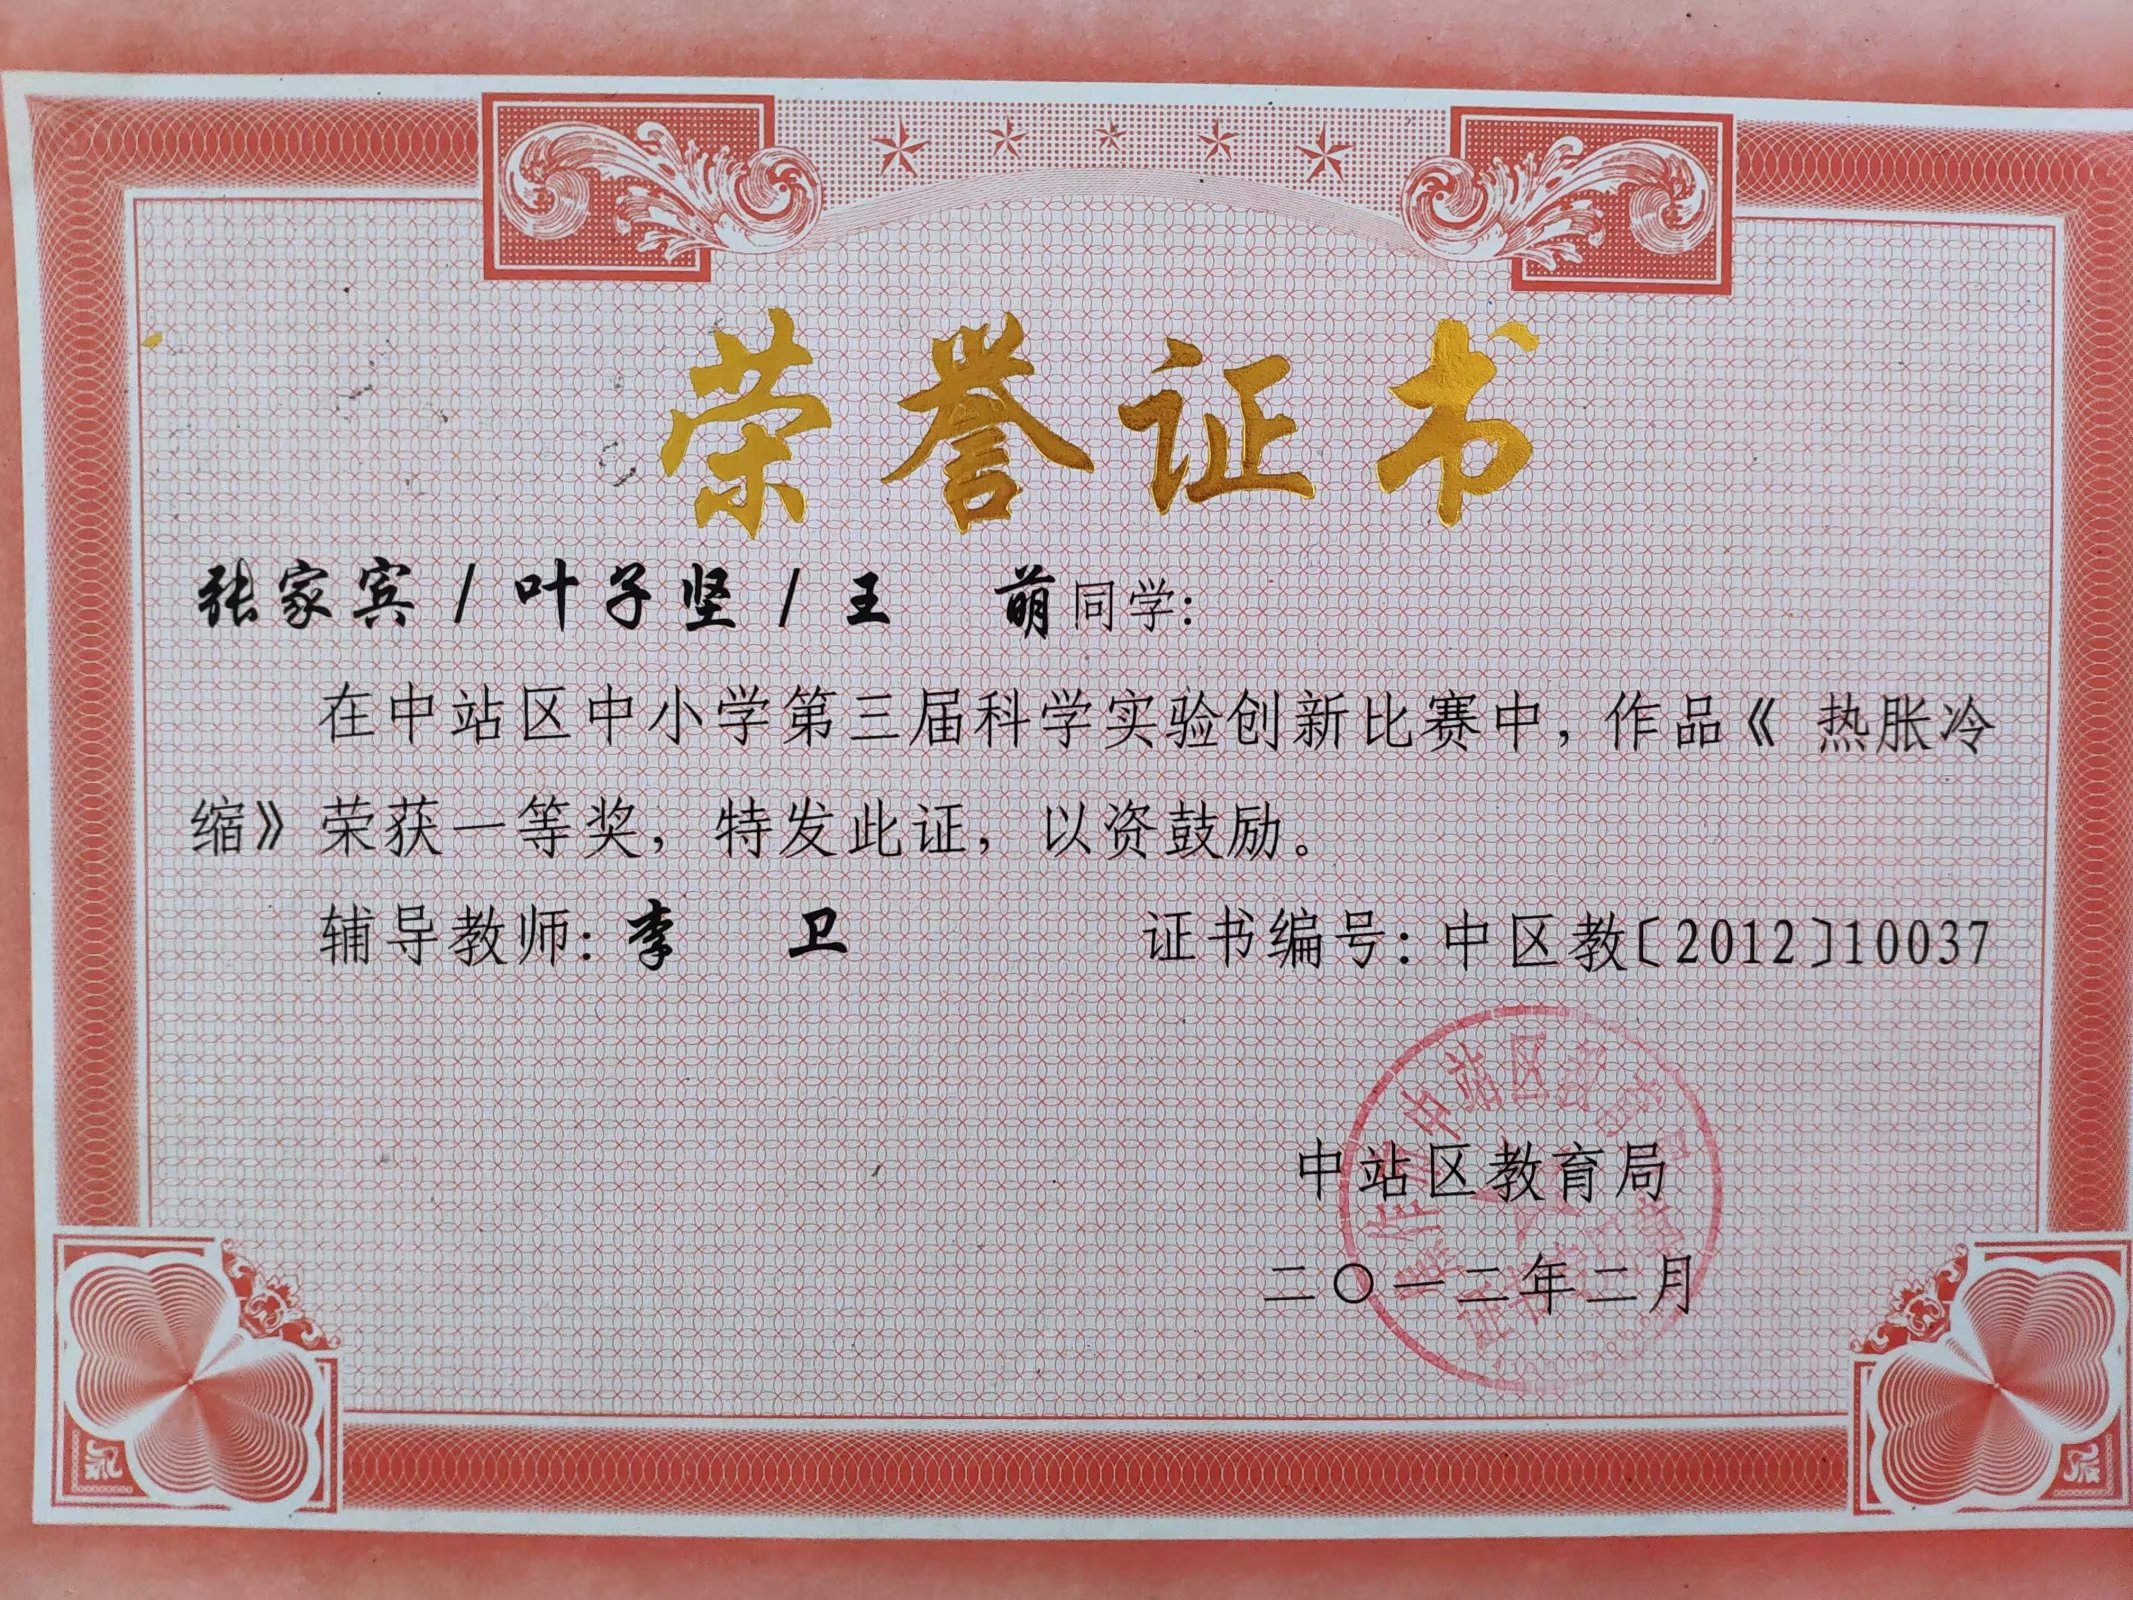 荣誉证书
张家宾/叶子坚/王 萌同学:
在中站区中小学第三届科学实验创新比赛中,作品《 热胀冷
缩》荣获一等奖,特发此证,以资鼓励。
辅导教师:李 卫 证书编号:中区教〔2012〕10037
中站区教育局
二〇一二年二月